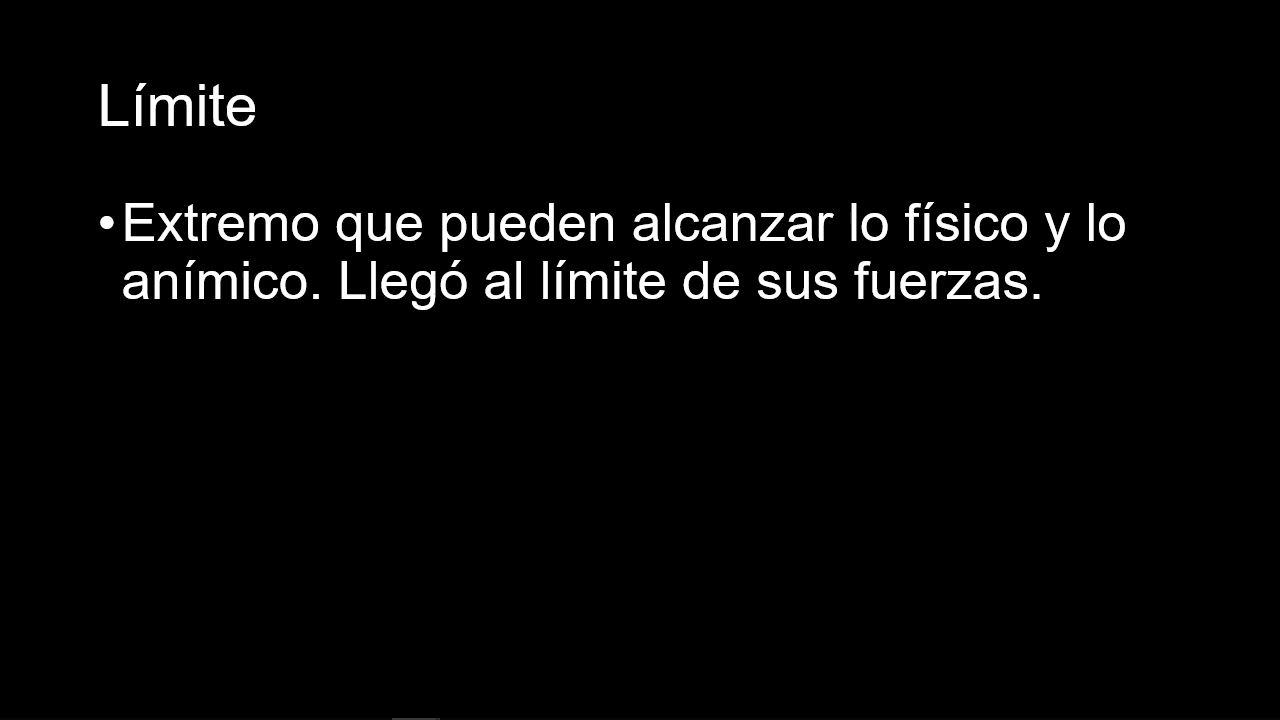 Límite
•Extremo que pueden alcanzar lo físico y lo
anímico. Llegó al límite de sus fuerzas.